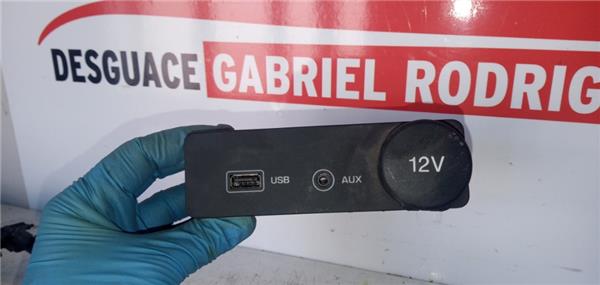 DESGUACE GABRIEL RODRIG
USB AUX 12V